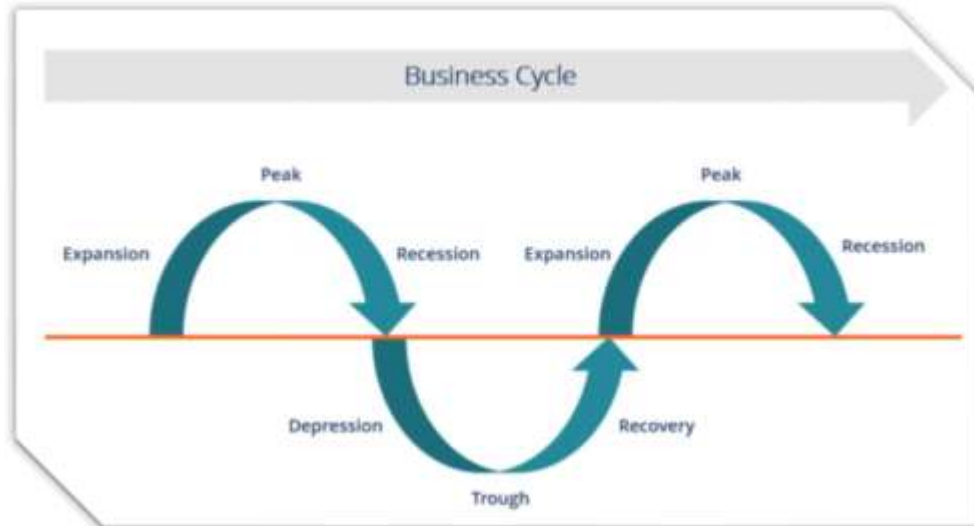 Business Cycle
Peak
Peak
Expansion
Recession
Expansion
Recession
Depression
Recovery
Trough